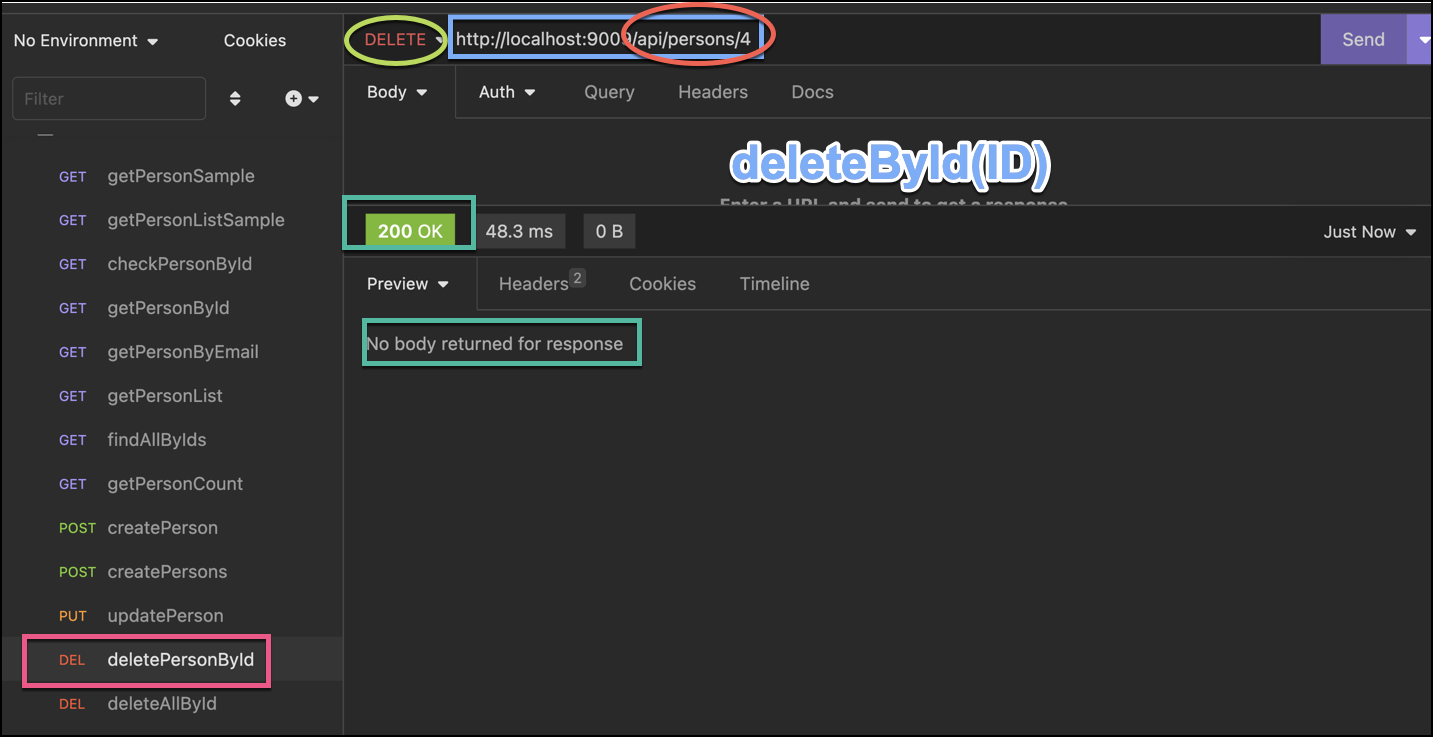 No Environment
Cookies
DELETE
http://localhost:9009/api/persons/4
Send
Filter
Body
Auth
Query
Headers
Docs
deleteById(ID)
Enter a URL and send to get a response
200 OK
48.3 ms
0 B
Just Now
Preview
Headers 2
Cookies
Timeline
No body returned for response
GET getPersonSample
GET getPersonListSample
GET checkPersonById
GET getPersonById
GET getPersonByEmail
GET getPersonList
GET findAllByIds
GET getPersonCount
POST createPerson
POST createPersons
PUT updatePerson
DEL deletePersonById
DEL deleteAllById